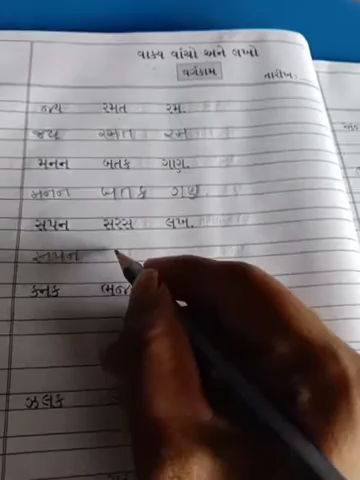 વાક્ય વાંચો અને લખો
વર્ગકામ
તારીખ:
જય રમત રમ.
જય રમત રમ
મનન બતક ગણ.
મનન બતક ગણ
સપન સરસ લખ.
સપન
કનક
ઝલક